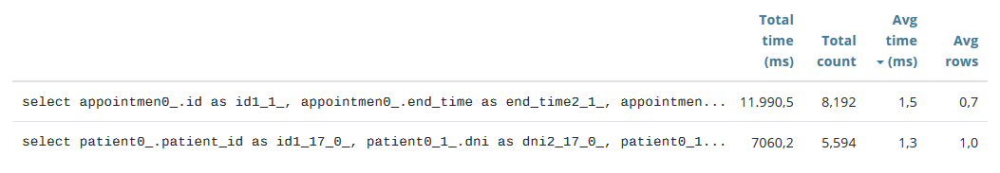 Total time (ms) Total count Avg time (ms) Avg rows
select appointmen0_.id as id1_1_, appointmen0_.end_time as end_time2_1_, appointmen... 11.990,5 8,192 1,5 0,7
select patient0_.patient_id as id1_17_0_, patient0_1_.dni as dni2_17_0_, patient0_1... 7060,2 5,594 1,3 1,0